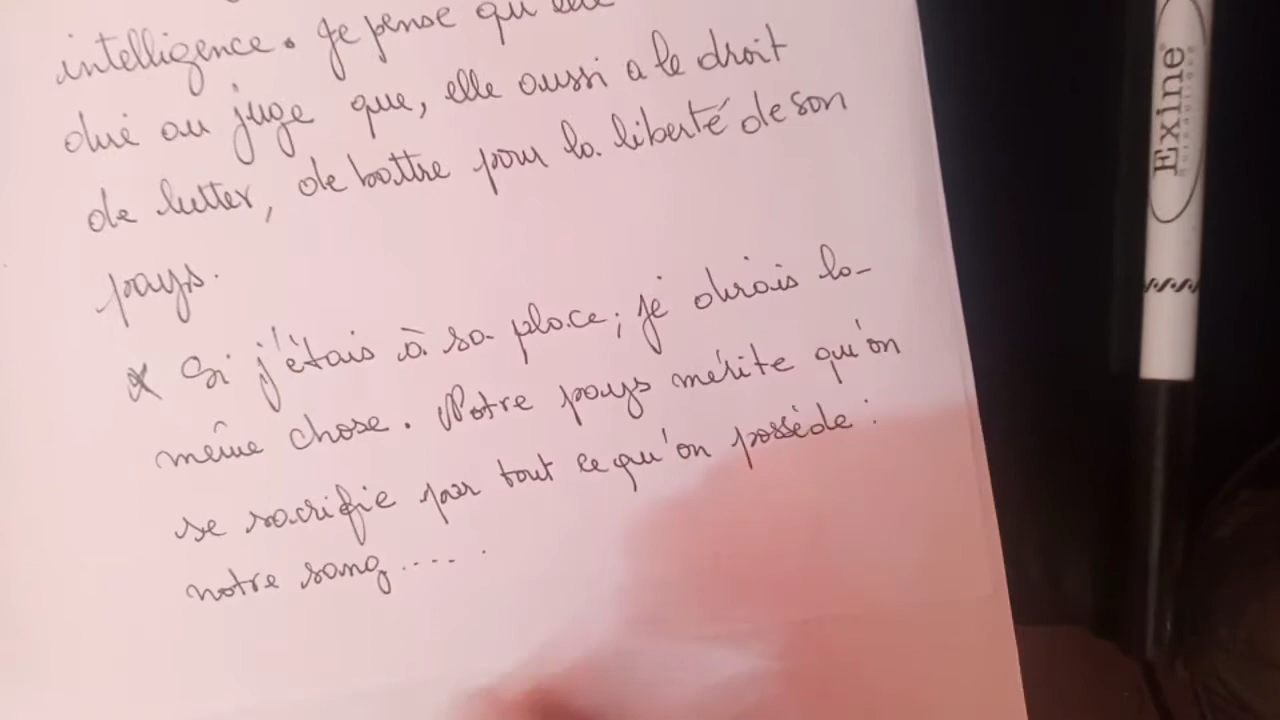 intelligence. Je pense qu'elle
dui au juge que, elle aussi a le droit
de lutter, de battre pour la liberté de son
pays.
Si j'étais à sa place, je dirais la
même chose. Notre pays mérite qu'on
se sacrifie par tout ce qu'on possède :
notre sang.....
Exine